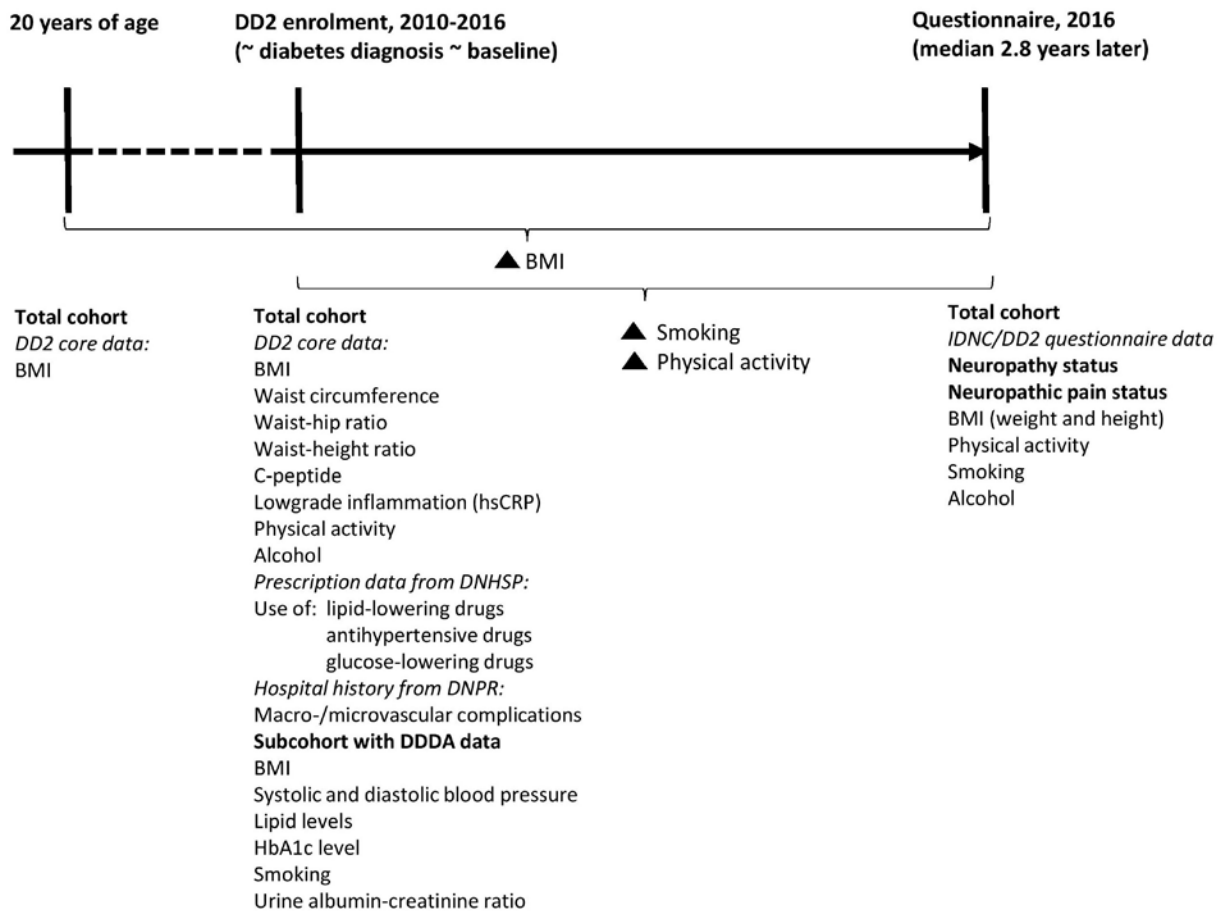 20 years of age
DD2 enrolment, 2010-2016
(~ diabetes diagnosis ~ baseline)
Questionnaire, 2016
(median 2.8 years later)
▲ BMI
▲ Smoking
▲ Physical activity
Total cohort
DD2 core data:
BMI
Total cohort
DD2 core data:
BMI
Waist circumference
Waist-hip ratio
Waist-height ratio
C-peptide
Lowgrade inflammation (hsCRP)
Physical activity
Alcohol
Prescription data from DNHSP:
Use of: lipid-lowering drugs
antihypertensive drugs
glucose-lowering drugs
Hospital history from DNPR:
Macro-/microvascular complications
Subcohort with DDDA data
BMI
Systolic and diastolic blood pressure
Lipid levels
HbA1c level
Smoking
Urine albumin-creatinine ratio
Total cohort
IDNC/DD2 questionnaire data
Neuropathy status
Neuropathic pain status
BMI (weight and height)
Physical activity
Smoking
Alcohol